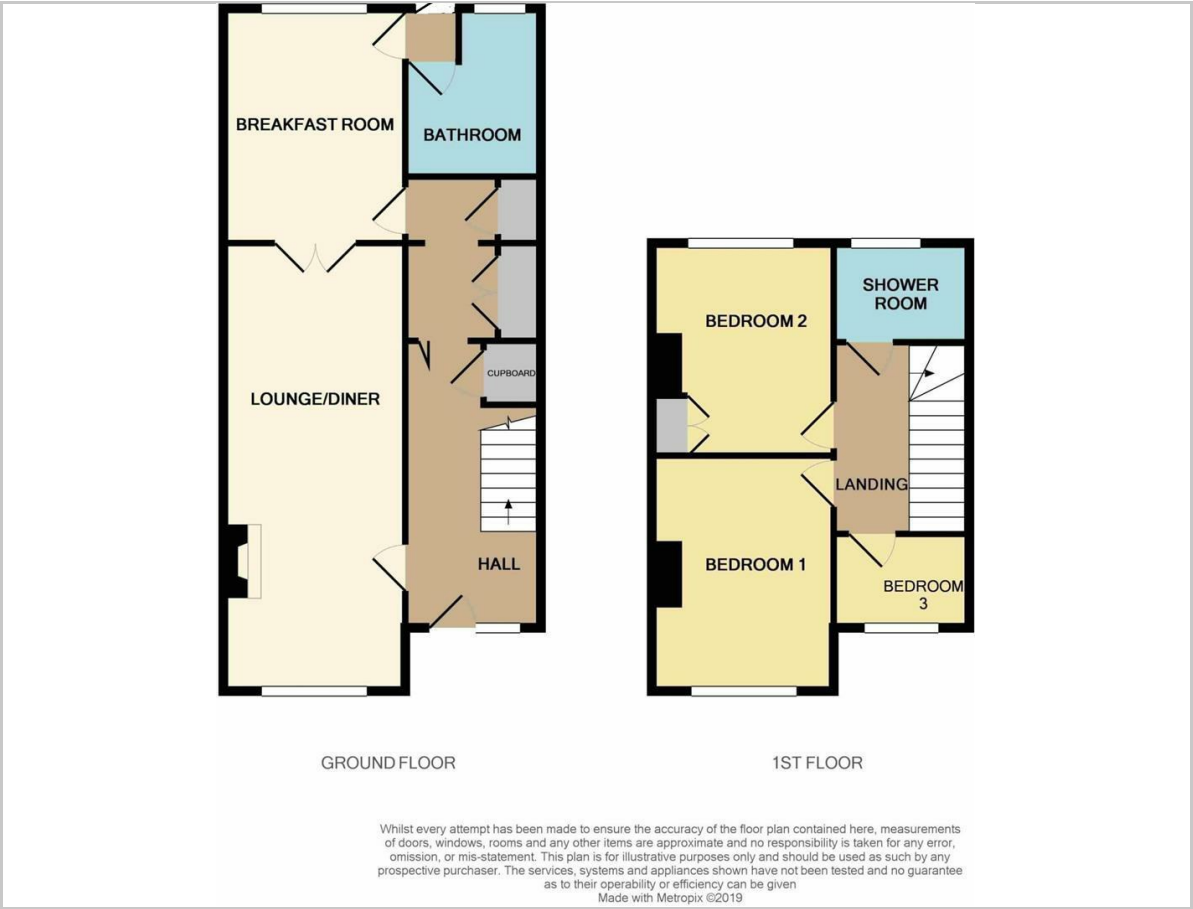 BREAKFAST ROOM
BATHROOM
LOUNGE/DINER
CUPBOARD
HALL
GROUND FLOOR
SHOWER
ROOM
BEDROOM 2
LANDING
BEDROOM 1
BEDROOM
3
1ST FLOOR
Whilst every attempt has been made to ensure the accuracy of the floor plan contained here, measurements
of doors, windows, rooms and any other items are approximate and no responsibility is taken for any error,
omission, or mis-statement. This plan is for illustrative purposes only and should be used as such by any
prospective purchaser. The services, systems and appliances shown have not been tested and no guarantee
as to their operability or efficiency can be given
Made with Metropix ©2019